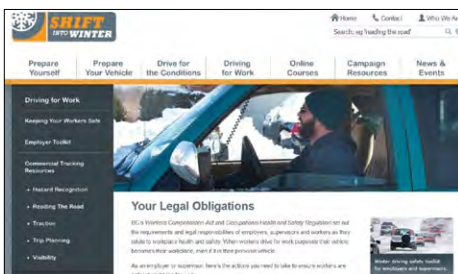 SHIFT
INTO WINTER
Home Contact Who We Are
Search: eg 'reading the road'
Prepare Yourself
Prepare Your Vehicle
Drive for the Conditions
Driving for Work
Online Courses
Campaign Resources
News & Events
Driving for Work
Keeping Your Workers Safe
Employer Toolkit
Commercial Trucking
Resources
Hazard Recognition
Reading The Road
Traction
Trip Planning
Visibility
Your Legal Obligations
BC's Workers Compensation Act and Occupational Health and Safety Regulation set out
the requirements and legal responsibilities of employers, supervisors and workers as they
relate to workplace health and safety. When workers drive for work purposes that vehicle
becomes their workplace, even if it is their personal vehicle.
As an employer or supervisor, here's the actions you need to take to ensure workers are
Winter driving safety toolkit
for employers and supervisors.